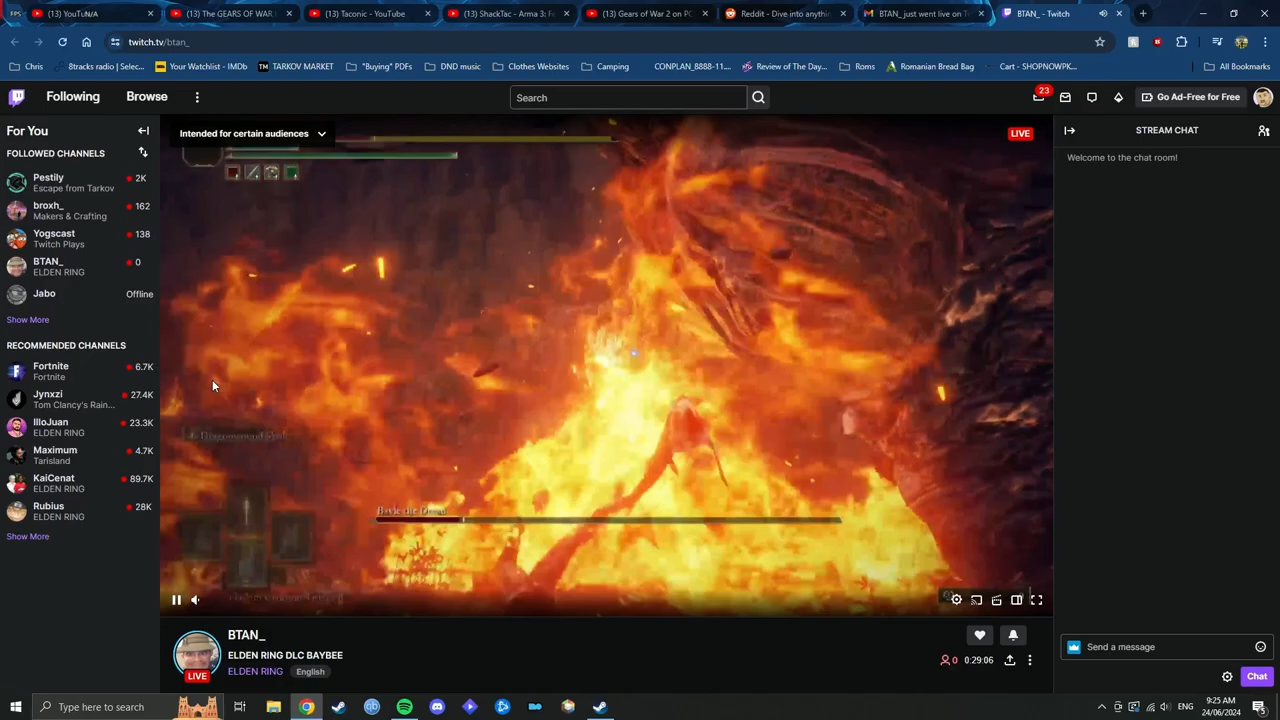 FPS
(13) YouTuN/A
(13) The GEARS OF WAR
(13) Taconic - YouTube
(13) ShackTac - Arma 3: Fr
(13) Gears of War 2 on PC
Reddit - Dive into anythin
BTAN_ just went live on T
BTAN_ - Twitch
twitch.tv/btan_
Chris
8tracks radio | Selec...
Your Watchlist - IMDb
TM TARKOV MARKET
"Buying" PDFs
DND music
Clothes Websites
Camping
CONPLAN_8888-11....
Review of The Day...
Roms
Romanian Bread Bag
Cart - SHOPNOWPK...
All Bookmarks
Following
Browse
Search
23
Go Ad-Free for Free
For You
FOLLOWED CHANNELS
Pestily
2K
Escape from Tarkov
broxh_
162
Makers & Crafting
Yogscast
138
Twitch Plays
BTAN_
0
ELDEN RING
Jabo
Offline
Show More
RECOMMENDED CHANNELS
Fortnite
6.7K
Fortnite
Jynxzi
27.4K
Tom Clancy's Rain...
IlloJuan
23.3K
ELDEN RING
Maximum
4.7K
Tarisland
KaiCenat
89.7K
ELDEN RING
Rubius
28K
ELDEN RING
Show More
Intended for certain audiences
LIVE
Bayle the Dread
LIVE
BTAN_
ELDEN RING DLC BAYBEE
ELDEN RING
English
0
0:29:06
STREAM CHAT
Welcome to the chat room!
Send a message
Chat
Type here to search
ENG
9:25 AM
24/06/2024